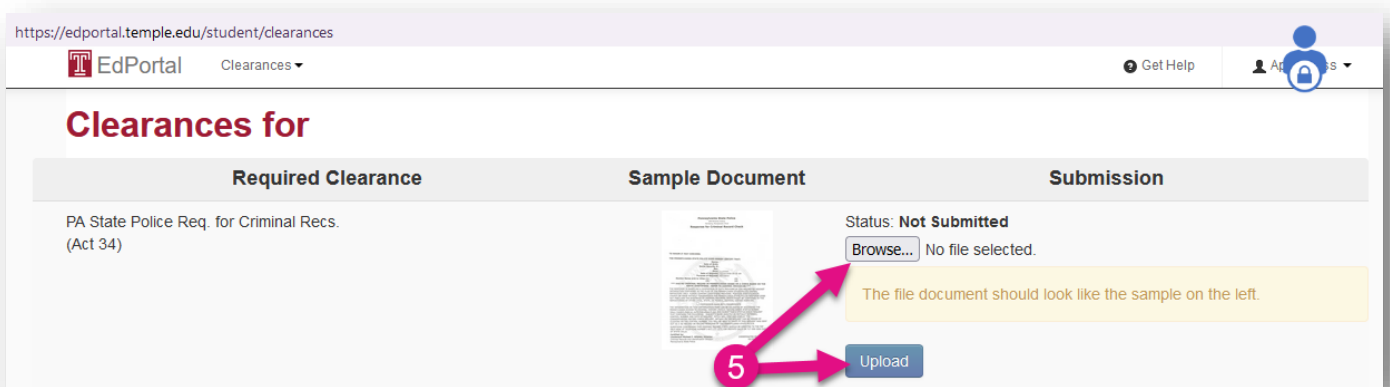 https://edportal.temple.edu/student/clearances
EdPortal Clearances Get Help
Clearances for
Required Clearance Sample Document Submission
PA State Police Req. for Criminal Recs.
(Act 34)
Status: Not Submitted
Browse... No file selected.
The file document should look like the sample on the left.
5
Upload